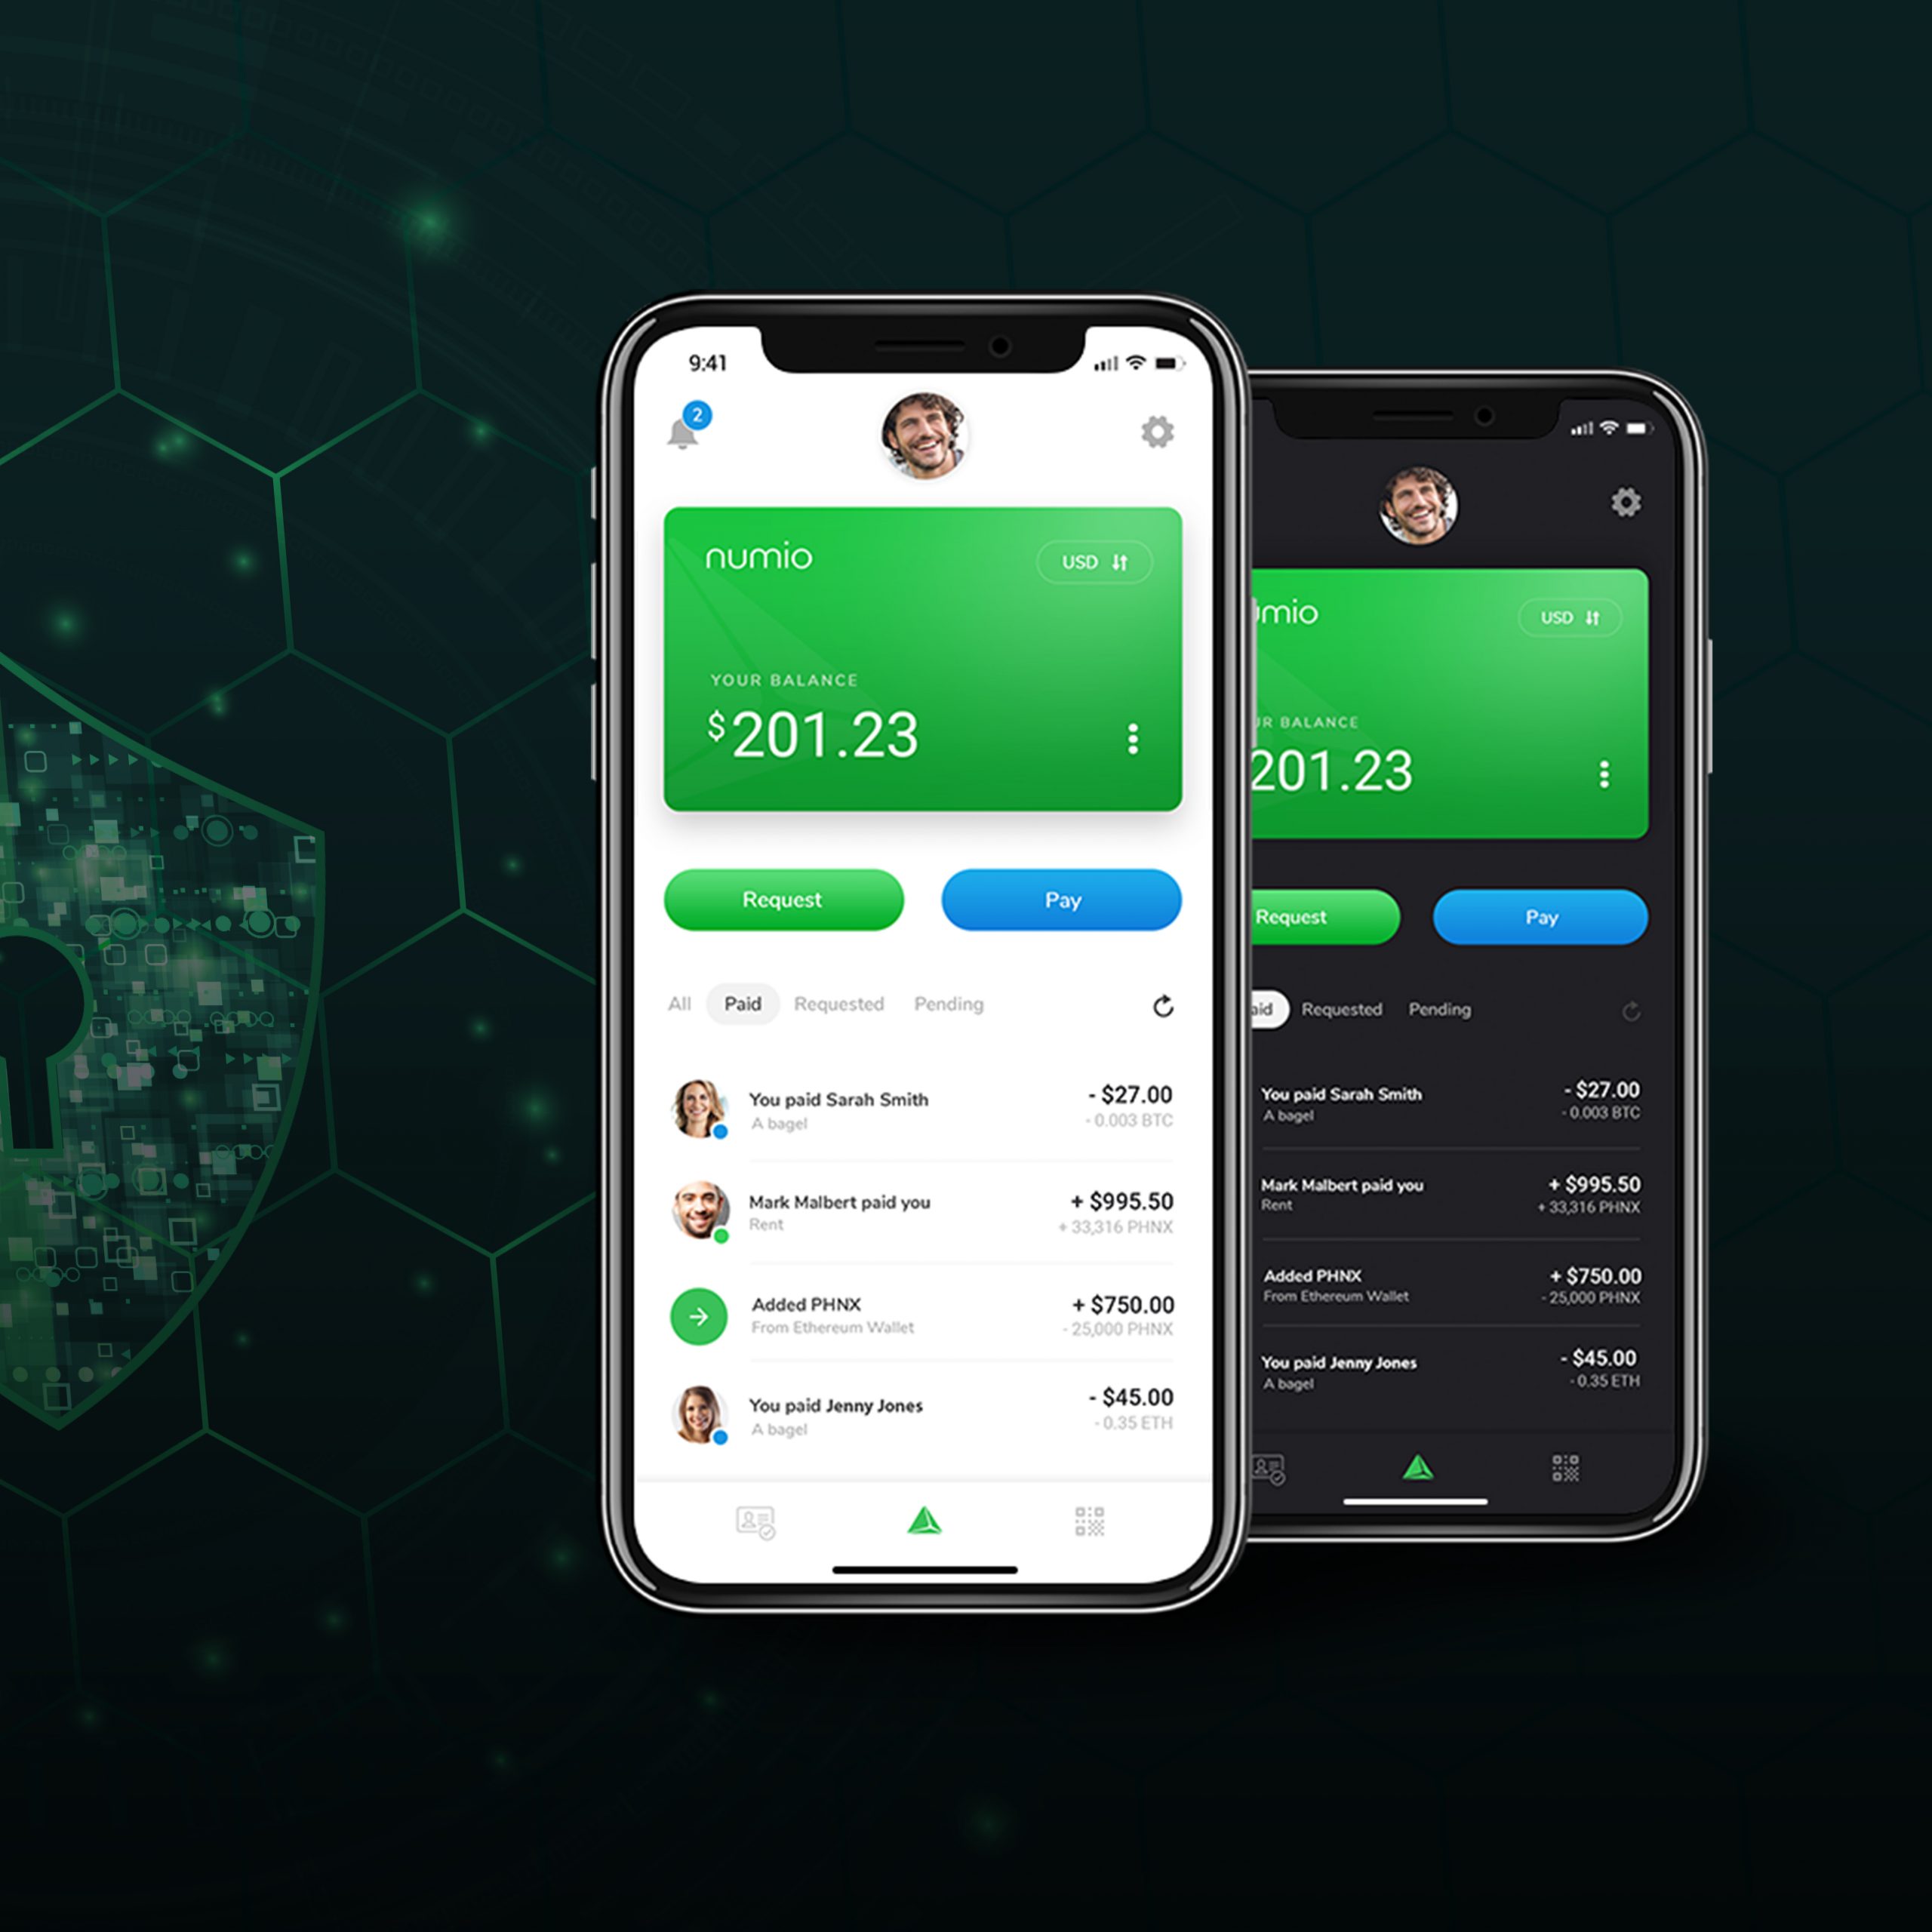 9:41
2
numio
USD
YOUR BALANCE
$201.23
Request
Pay
All
Paid
Requested
Pending
You paid Sarah Smith
- $27.00
A bagel
- 0.003 BTC
Mark Malbert paid you
+ $995.50
Rent
+ 33,316 PHNX
Added PHNX
+ $750.00
From Ethereum Wallet
- 25,000 PHNX
You paid Jenny Jones
- $45.00
A bagel
- 0.35 ETH
umio
USD
UR BALANCE
201.23
Request
Pay
aid
Requested
Pending
You paid Sarah Smith
- $27.00
A bagel
- 0.003 BTC
Mark Malbert paid you
+ $995.50
Rent
+ 33,316 PHNX
Added PHNX
+ $750.00
From Ethereum Wallet
- 25,000 PHNX
You paid Jenny Jones
- $45.00
A bagel
- 0.35 ETH